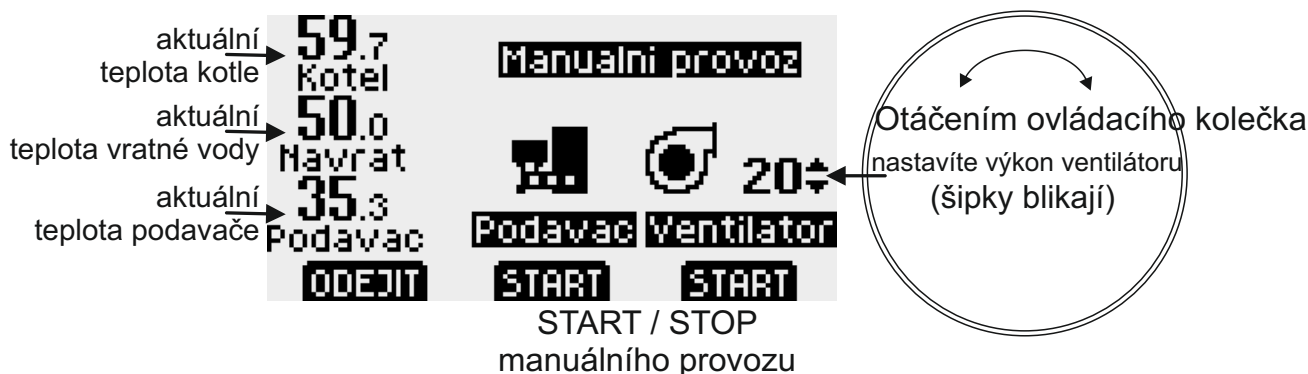 aktuální
teplota kotle
aktuální
teplota vratné vody
aktuální
teplota podavače
59.7
Kotel
50.0
Navrat
35.3
Podavac
ODEJIT
Manualni provoz
20
Podavac Ventilator
START START
START / STOP
manuálního provozu
Otáčením ovládacího kolečka
nastavíte výkon ventilátoru
(šipky blikají)